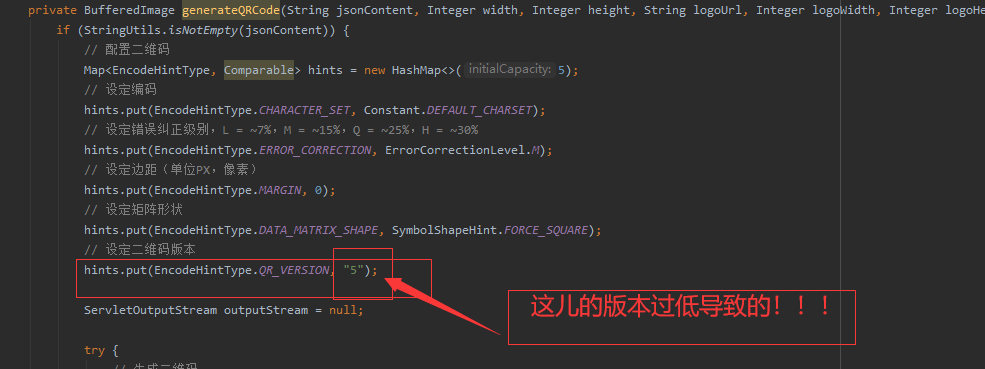 private BufferedImage generateQRCode(String jsonContent, Integer width, Integer height, String logoUrl, Integer logoWidth, Integer logoHe
if (StringUtils.isNotEmpty(jsonContent)) {
// 配置二维码
Map<EncodeHintType, Comparable> hints = new HashMap<>( initialCapacity: 5);
// 设定编码
hints.put(EncodeHintType.CHARACTER_SET, Constant.DEFAULT_CHARSET);
// 设定错误纠正级别，L = ~7%，M = ~15%，Q = ~25%，H = ~30%
hints.put(EncodeHintType.ERROR_CORRECTION, ErrorCorrectionLevel.M);
// 设定边距（单位PX，像素）
hints.put(EncodeHintType.MARGIN, 0);
// 设定矩阵形状
hints.put(EncodeHintType.DATA_MATRIX_SHAPE, SymbolShapeHint.FORCE_SQUARE);
// 设定二维码版本
hints.put(EncodeHintType.QR_VERSION, "5");
这儿的版本过低导致的！！！
ServletOutputStream outputStream = null;
try {
// 生成二维码